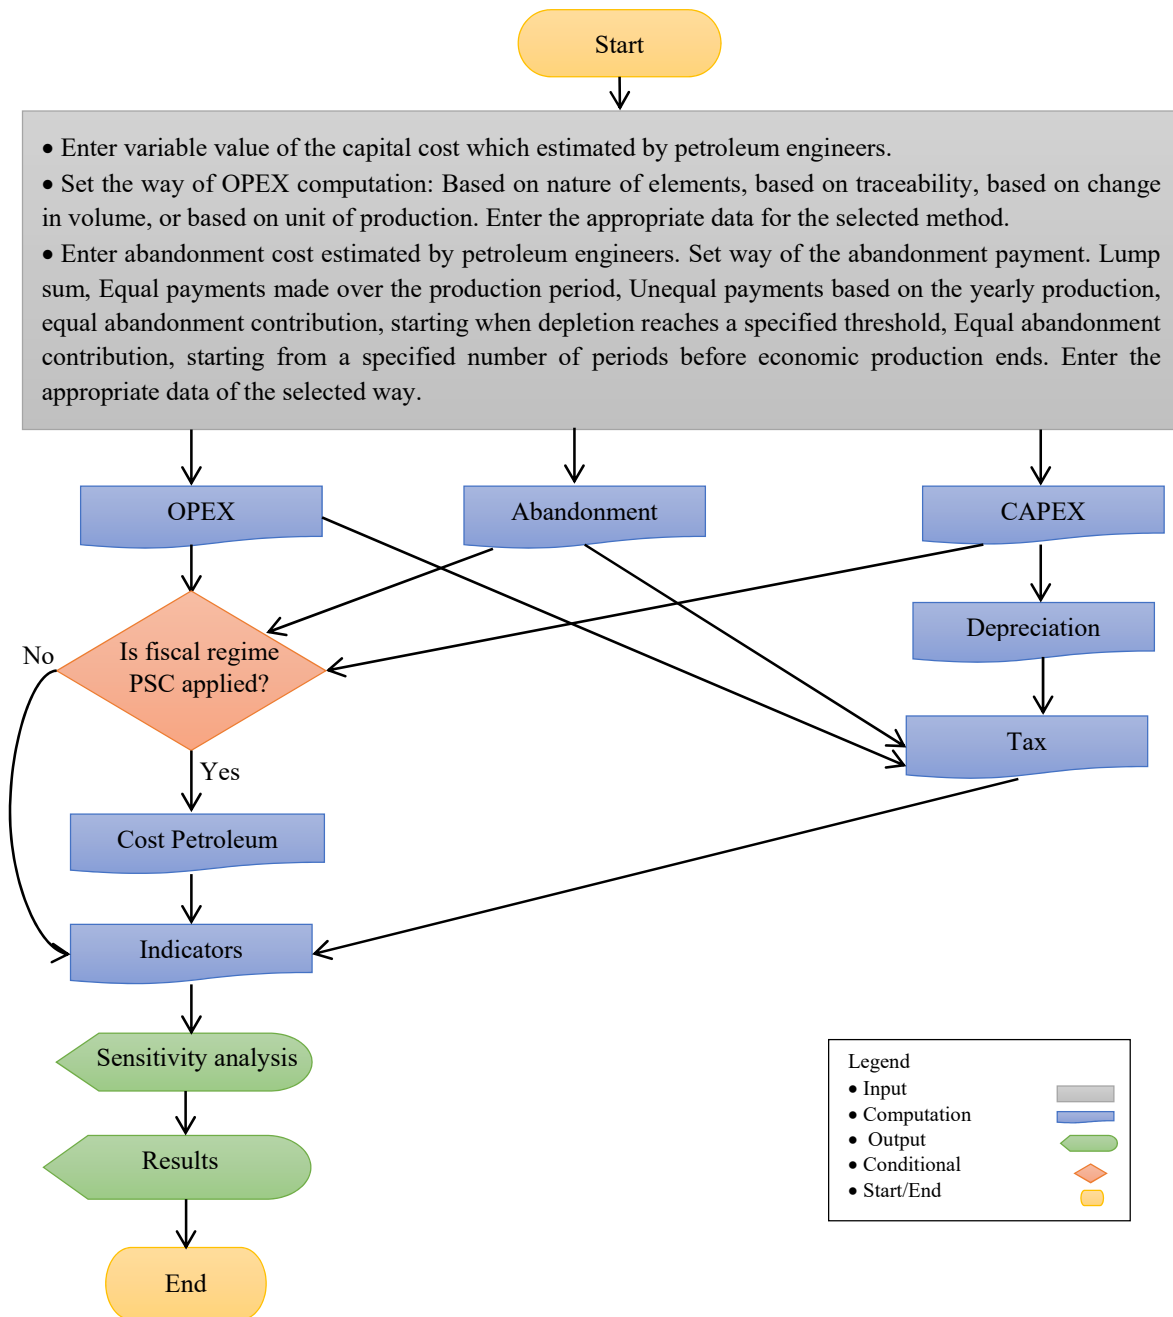 Start
• Enter variable value of the capital cost which estimated by petroleum engineers.
• Set the way of OPEX computation: Based on nature of elements, based on traceability, based on change
in volume, or based on unit of production. Enter the appropriate data for the selected method.
• Enter abandonment cost estimated by petroleum engineers. Set way of the abandonment payment. Lump
sum, Equal payments made over the production period, Unequal payments based on the yearly production,
equal abandonment contribution, starting when depletion reaches a specified threshold, Equal abandonment
contribution, starting from a specified number of periods before economic production ends. Enter the
appropriate data of the selected way.
OPEX
Abandonment
CAPEX
Depreciation
No
Is fiscal regime
PSC applied?
Tax
Yes
Cost Petroleum
Indicators
Sensitivity analysis
Results
End
Legend
• Input
• Computation
• Output
• Conditional
• Start/End